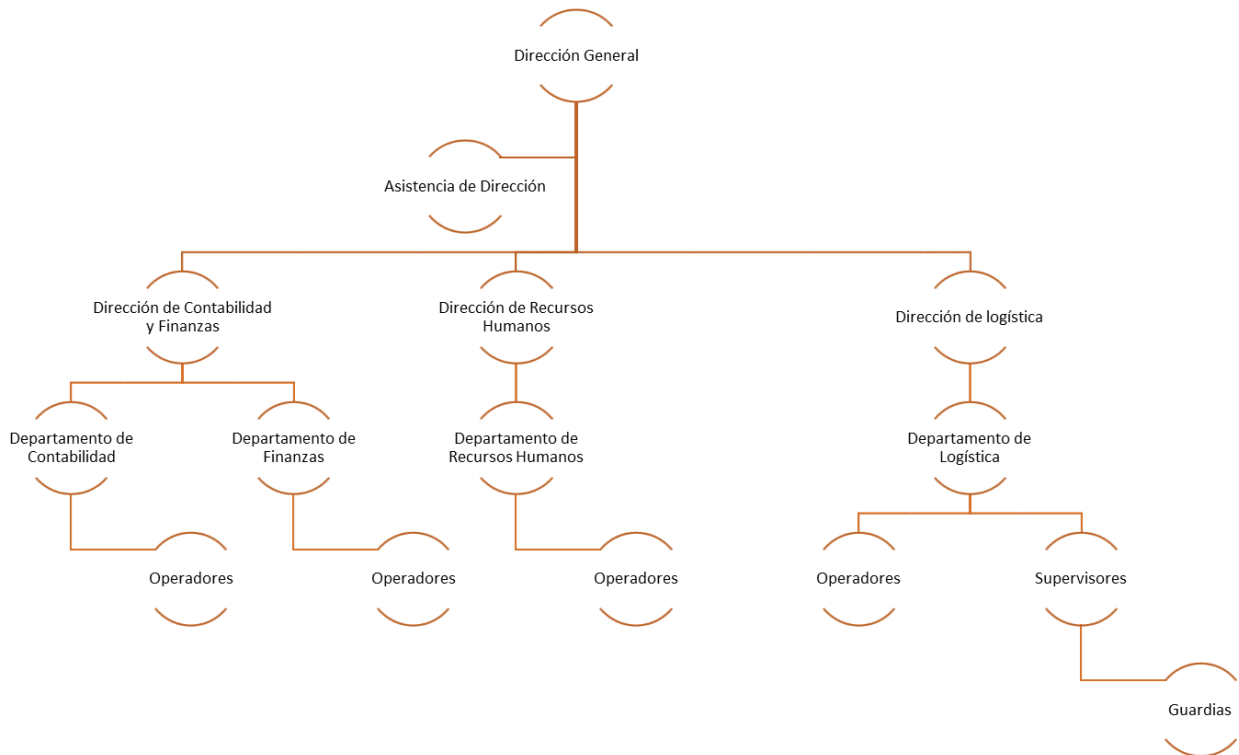 Dirección General
Asistencia de Dirección
Dirección de Contabilidad
y Finanzas
Dirección de Recursos
Humanos
Dirección de logística
Departamento de
Contabilidad
Departamento de
Finanzas
Departamento de
Recursos Humanos
Departamento de
Logística
Operadores
Operadores
Operadores
Operadores
Supervisores
Guardias